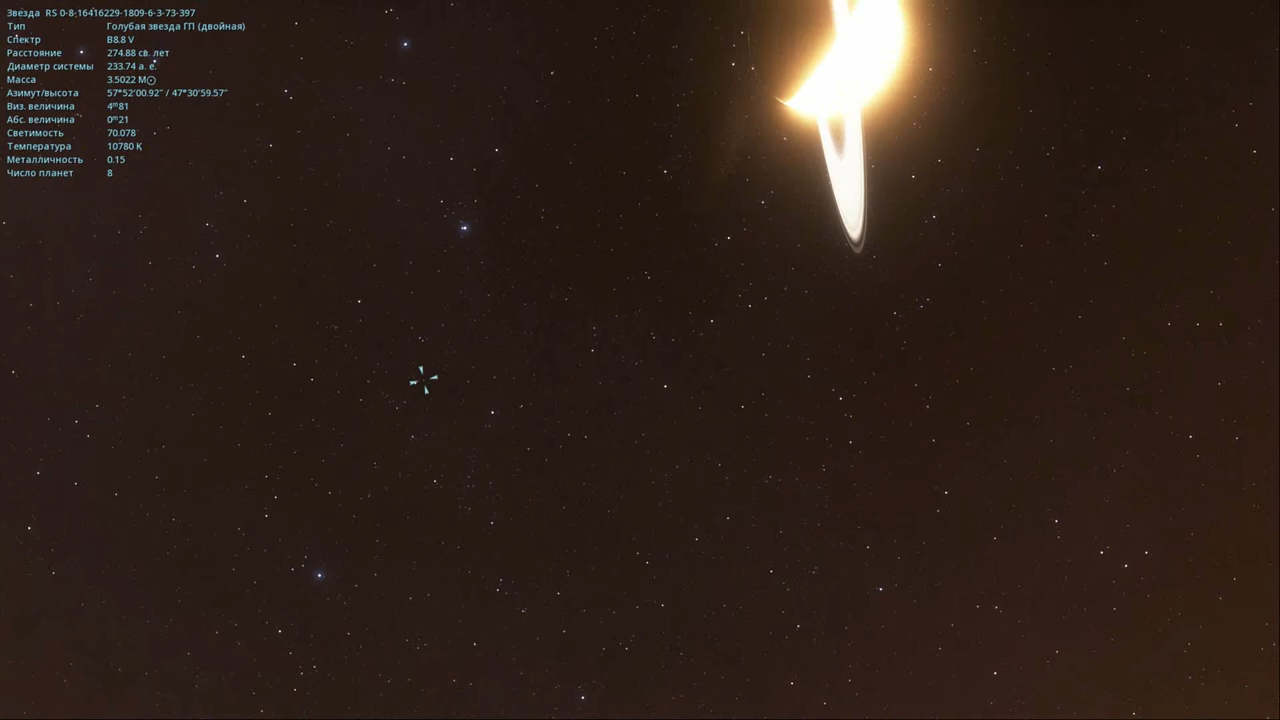 Звезда RS 0-8-16416229-1809-6-3-73-397
Тип Голубая звезда ГП (двойная)
Спектр B8.8 V
Расстояние 274.88 св. лет
Диаметр системы 233.74 а. е.
Масса 3.5022 M☉
Азимут/высота 57°52′00.92″ / 47°30′59.57″
Виз. величина 4ᵐ81
Абс. величина 0ᵐ21
Светимость 70.078
Температура 10780 K
Металличность 0.15
Число планет 8